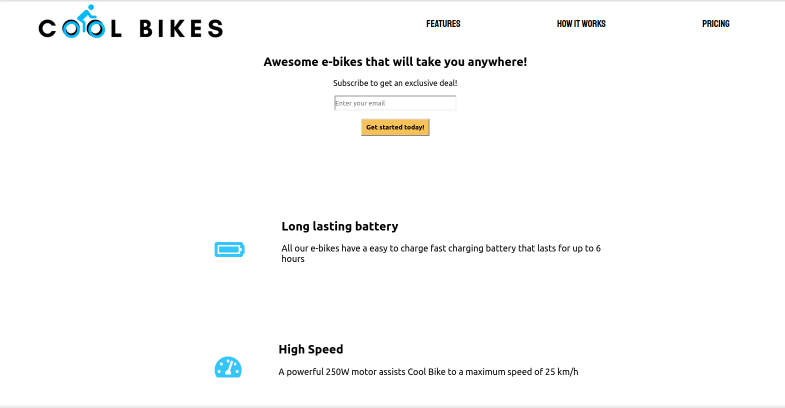 COOL BIKES
FEATURES
HOW IT WORKS
PRICING
Awesome e-bikes that will take you anywhere!
Subscribe to get an exclusive deal!
Enter your email
Get started today!
Long lasting battery
All our e-bikes have a easy to charge fast charging battery that lasts for up to 6
hours
High Speed
A powerful 250W motor assists Cool Bike to a maximum speed of 25 km/h